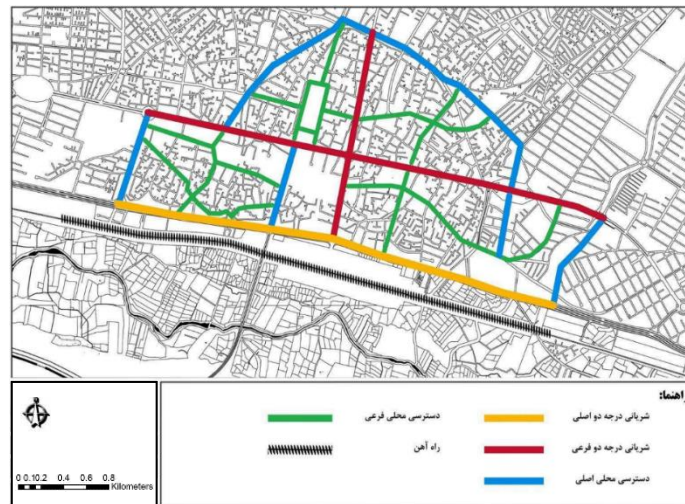 راهنما:
شریانی درجه دو اصلی
دسترسی محلی فرعی
شریانی درجه دو فرعی
راه آهن
دسترسی محلی اصلی
0 0.10.2 0.4 0.6 0.8
Kilometers